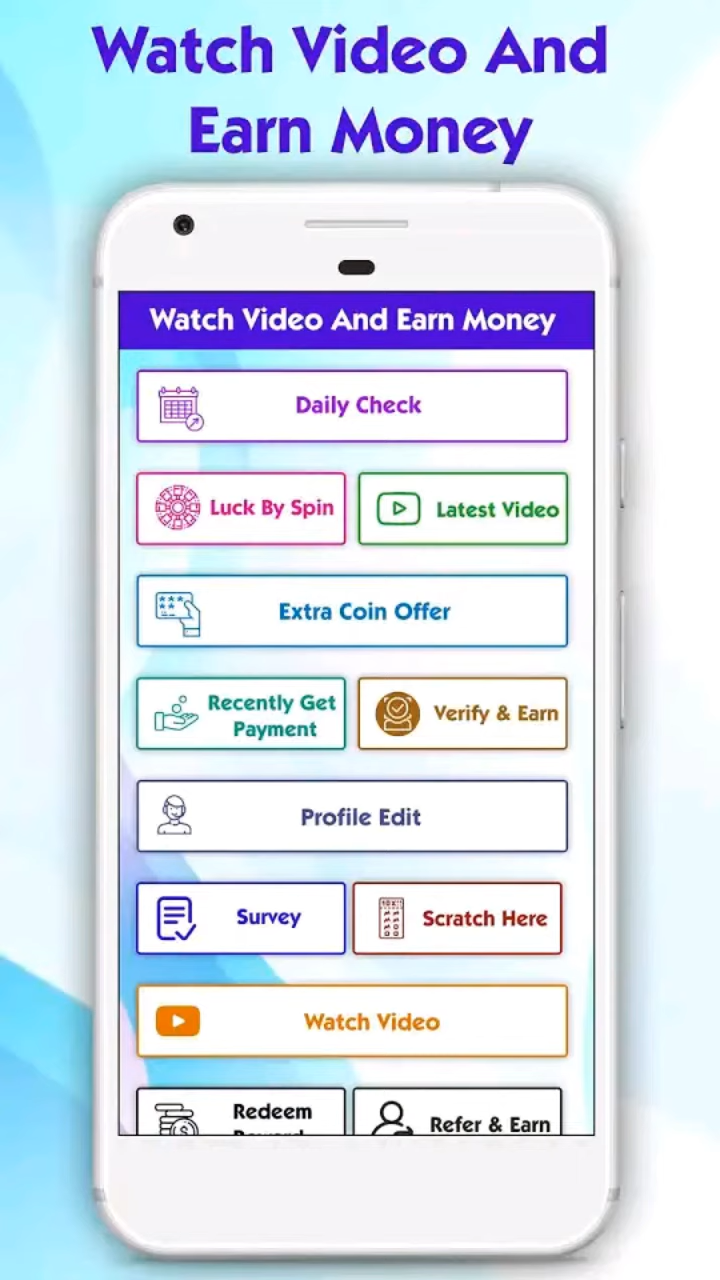 Watch Video And
Earn Money
Watch Video And Earn Money
Daily Check
Luck By Spin
Latest Video
Extra Coin Offer
Recently Get
Payment
Verify & Earn
Profile Edit
Survey
Scratch Here
Watch Video
Redeem
Refer & Earn